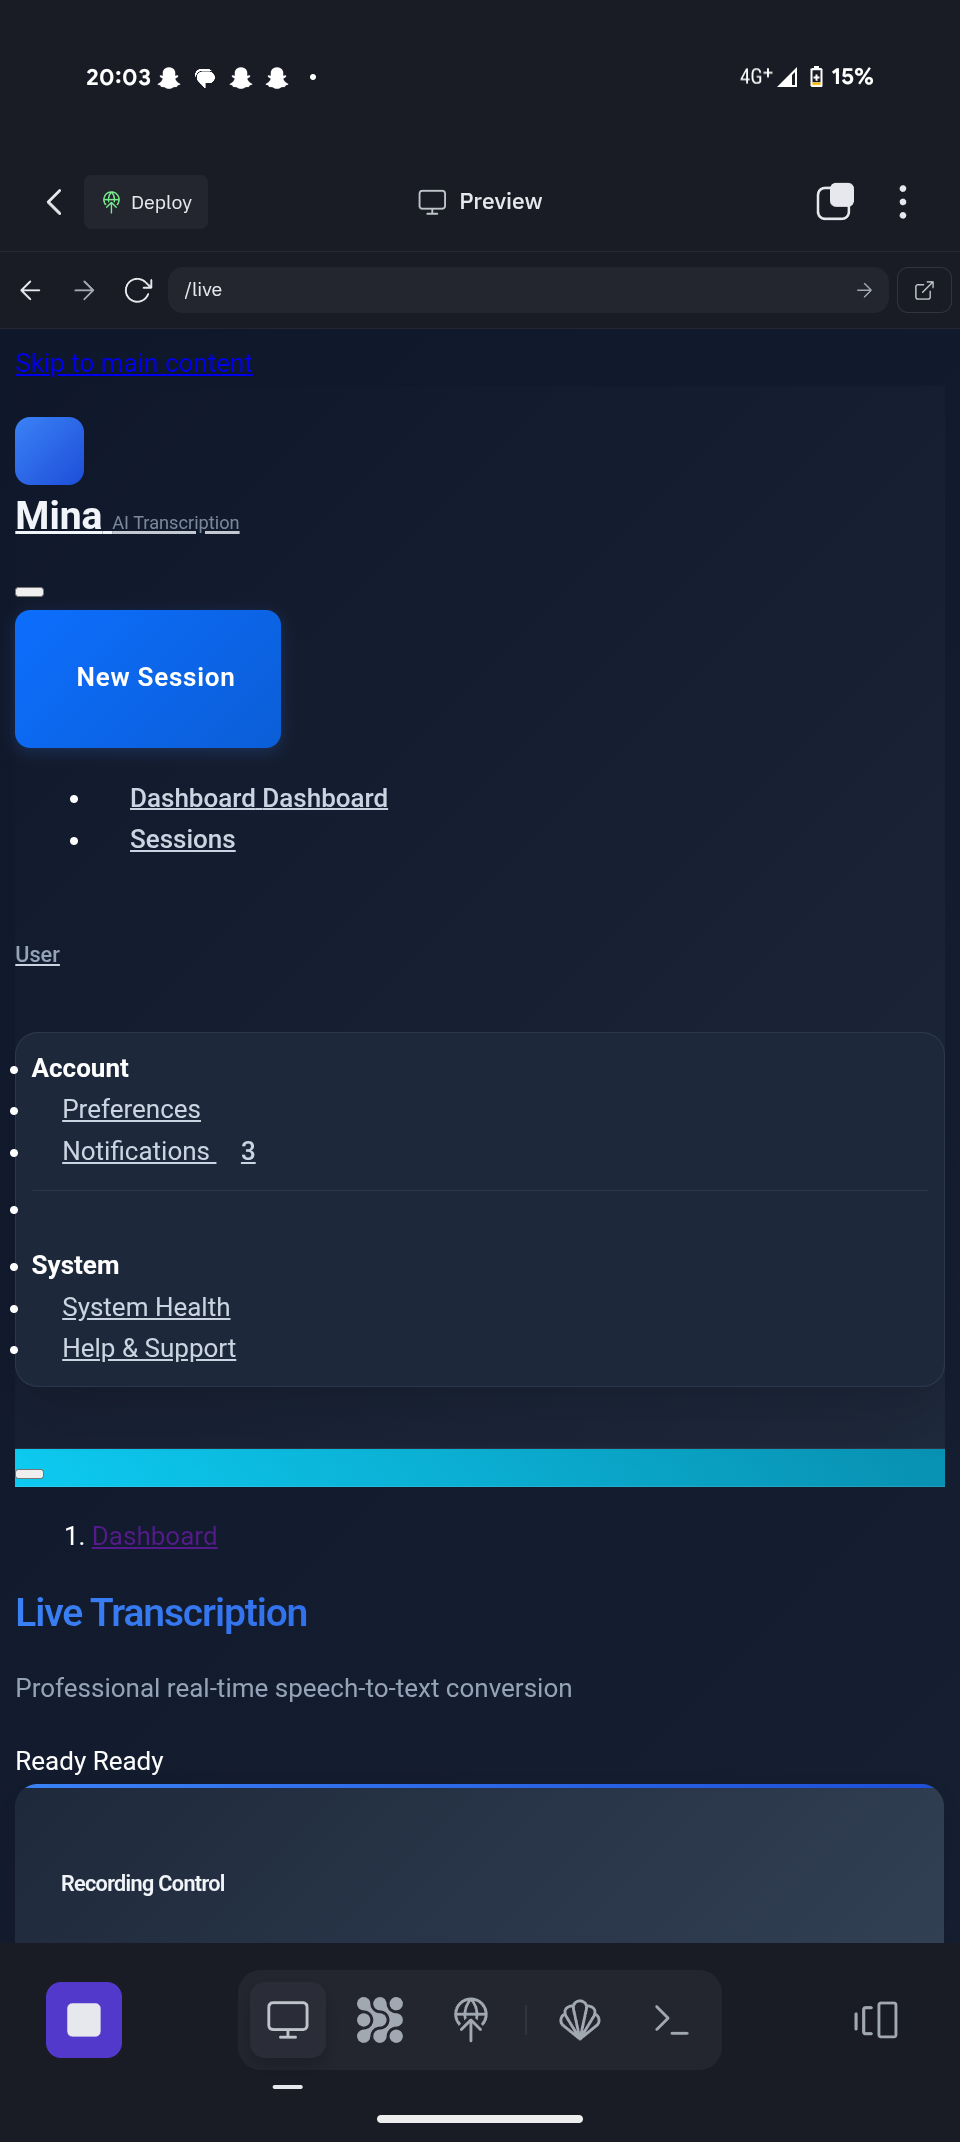 20:03
4G+ 15%
Deploy
Preview
/live
Skip to main content
Mina AI Transcription
New Session
Dashboard Dashboard
Sessions
User
Account
Preferences
Notifications 3
System
System Health
Help & Support
1. Dashboard
Live Transcription
Professional real-time speech-to-text conversion
Ready Ready
Recording Control